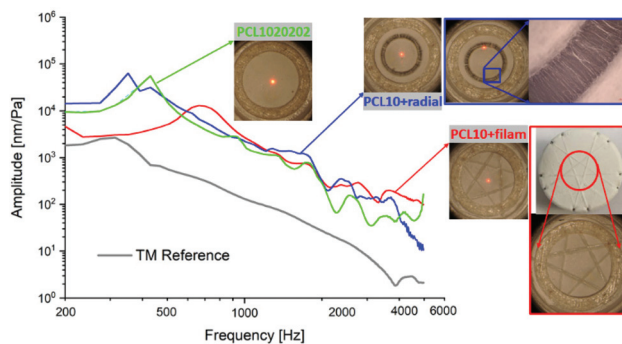 PCL1020202
PCL10+radial
PCL10+filam
Amplitude [nm/Pa]
10⁶
10⁵
10⁴
10³
10²
10¹
10⁰
TM Reference
200
400
1000
2000
4000
6000
Frequency [Hz]